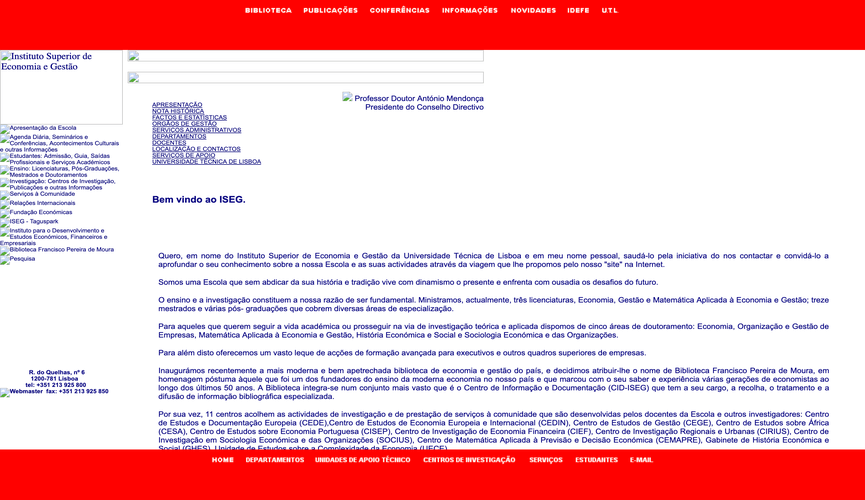 BIBLIOTECA PUBLICAÇÕES CONFERÊNCIAS INFORMAÇÕES NOVIDADES IDEFE UTL
Instituto Superior de
Economia e Gestão
Professor Doutor António Mendonça
Presidente do Conselho Directivo
APRESENTAÇÃO
NOTA HISTÓRICA
FACTOS E ESTATÍSTICAS
ORGÃOS DE GESTÃO
SERVIÇOS ADMINISTRATIVOS
DEPARTAMENTOS
DOCENTES
LOCALIZAÇÃO E CONTACTOS
SERVIÇOS DE APOIO
UNIVERSIDADE TÉCNICA DE LISBOA
Apresentação da Escola
Agenda Diária, Seminários e
Conferências, Acontecimentos Culturais
e outras Informações
Estudantes: Admissão, Guia, Saídas
Profissionais e Serviços Académicos
Ensino: Licenciaturas, Pós-Graduações,
Mestrados e Doutoramentos
Investigação: Centros de Investigação,
Publicações e outras Informações
Serviços à Comunidade
Relações Internacionais
Fundação Económicas
ISEG - Taguspark
Instituto para o Desenvolvimento e
Estudos Económicos, Financeiros e
Empresariais
Biblioteca Francisco Pereira de Moura
Pesquisa
R. do Quelhas, nº 6
1200-781 Lisboa
tel: +351 213 925 800
Webmaster fax: +351 213 925 850
Bem vindo ao ISEG.
Quero, em nome do Instituto Superior de Economia e Gestão da Universidade Técnica de Lisboa e em meu nome pessoal, saudá-lo pela iniciativa do nos contactar e convidá-lo a
aprofundar o seu conhecimento sobre a nossa Escola e as suas actividades através da viagem que lhe propomos pelo nosso "site" na Internet.
Somos uma Escola que sem abdicar da sua história e tradição vive com dinamismo o presente e enfrenta com ousadia os desafios do futuro.
O ensino e a investigação constituem a nossa razão de ser fundamental. Ministramos, actualmente, três licenciaturas, Economia, Gestão e Matemática Aplicada à Economia e Gestão; treze
mestrados e várias pós- graduações que cobrem diversas áreas de especialização.
Para aqueles que querem seguir a vida académica ou prosseguir na via de investigação teórica e aplicada dispomos de cinco áreas de doutoramento: Economia, Organização e Gestão de
Empresas, Matemática Aplicada à Economia e Gestão, História Económica e Social e Sociologia Económica e das Organizações.
Para além disto oferecemos um vasto leque de acções de formação avançada para executivos e outros quadros superiores de empresas.
Inaugurámos recentemente a mais moderna e bem apetrechada biblioteca de economia e gestão do país, e decidimos atribuir-lhe o nome de Biblioteca Francisco Pereira de Moura, em
homenagem póstuma àquele que foi um dos fundadores do ensino da moderna economia no nosso país e que marcou com o seu saber e experiência várias gerações de economistas ao
longo dos últimos 50 anos. A Biblioteca integra-se num conjunto mais vasto que é o Centro de Informação e Documentação (CID-ISEG) que tem a seu cargo, a recolha, o tratamento e a
difusão de informação bibliográfica especializada.
Por sua vez, 11 centros acolhem as actividades de investigação e de prestação de serviços à comunidade que são desenvolvidas pelos docentes da Escola e outros investigadores: Centro
de Estudos e Documentação Europeia (CEDE),Centro de Estudos de Economia Europeia e Internacional (CEDIN), Centro de Estudos de Gestão (CEGE), Centro de Estudos sobre África
(CESA), Centro de Estudos sobre Economia Portuguesa (CISEP), Centro de Investigação de Economia Financeira (CIEF), Centro de Investigação Regionais e Urbanas (CIRIUS), Centro de
Investigação em Sociologia Económica e das Organizações (SOCIUS), Centro de Matemática Aplicada à Previsão e Decisão Económica (CEMAPRE), Gabinete de História Económica e
Social (GHES), Unidade de Estudos sobre a Complexidade da Economia (UECE).
HOME DEPARTAMENTOS UNIDADES DE APOIO TÉCNICO CENTROS DE INVESTIGAÇÃO SERVIÇOS ESTUDANTES E-MAIL